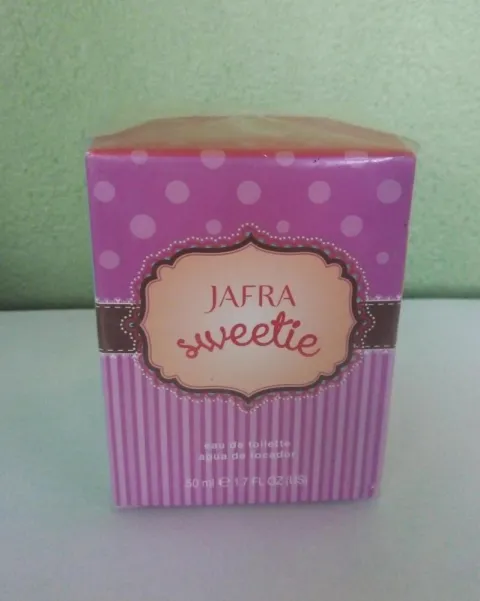 JAFRA
sweetie
eau de toilette
agua de tocador
50 ml ℮ 1.7 FL OZ (US)